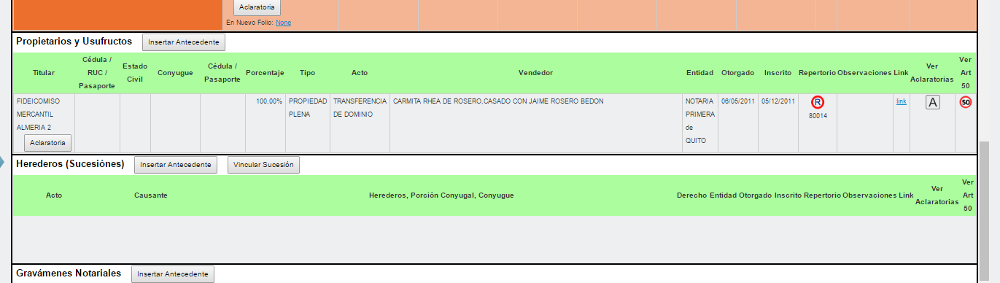 Aclaratoria
En Nuevo Folio: None
Propietarios y Usufructos Insertar Antecedente
Titular Cédula / RUC / Pasaporte Estado Civil Conyugue Cédula / Pasaporte Porcentaje Tipo Acto Vendedor Entidad Otorgado Inscrito Repertorio Observaciones Link Ver Aclaratorias Ver Art 50
FIDEICOMISO 100,00% PROPIEDAD TRANSFERENCIA CARMITA RHEA DE ROSERO,CASADO CON JAIME ROSERO BEDON NOTARIA 06/05/2011 05/12/2011 R link A 50
MERCANTIL PLENA DE DOMINIO PRIMERA 80014
ALMERIA 2 de
Aclaratoria QUITO
Herederos (Sucesiónes) Insertar Antecedente Vincular Sucesión
Acto Causante Herederos, Porción Conyugal, Conyugue Derecho Entidad Otorgado Inscrito Repertorio Observaciones Link Ver Aclaratorias Ver Art 50
Gravámenes Notariales Insertar Antecedente